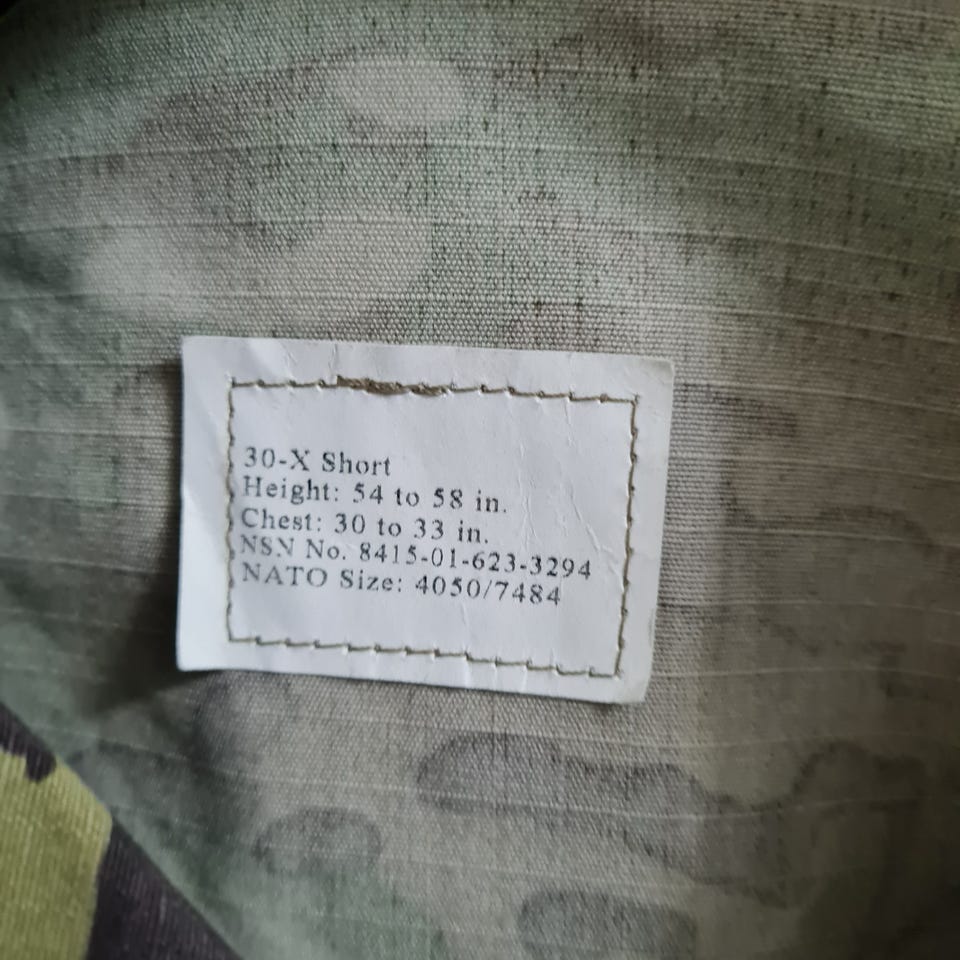 30-X Short
Height: 54 to 58 in.
Chest: 30 to 33 in.
NSN No. 8415-01-623-3294
NATO Size: 4050/7484